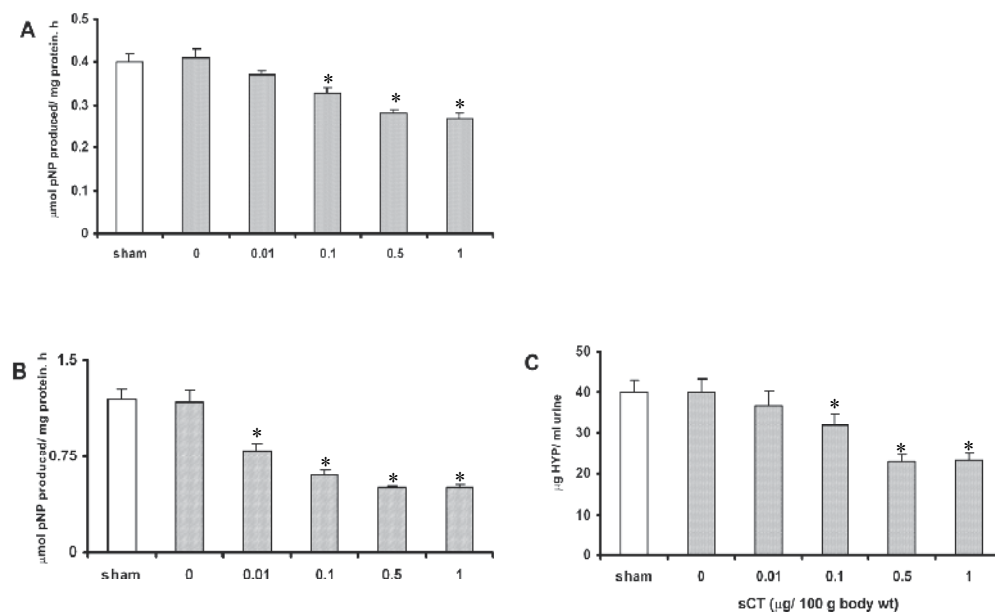 A
μmol pNP produced/ mg protein. h
0.5
0.4
0.3
0.2
0.1
0
* * *
sham 0 0.01 0.1 0.5 1
B
μmol pNP produced/ mg protein. h
1.5
0.75
0
* * * *
sham 0 0.01 0.1 0.5 1
C
μg HYP/ ml urine
50
40
30
20
10
0
* * *
sham 0 0.01 0.1 0.5 1
sCT (μg/ 100 g body wt)